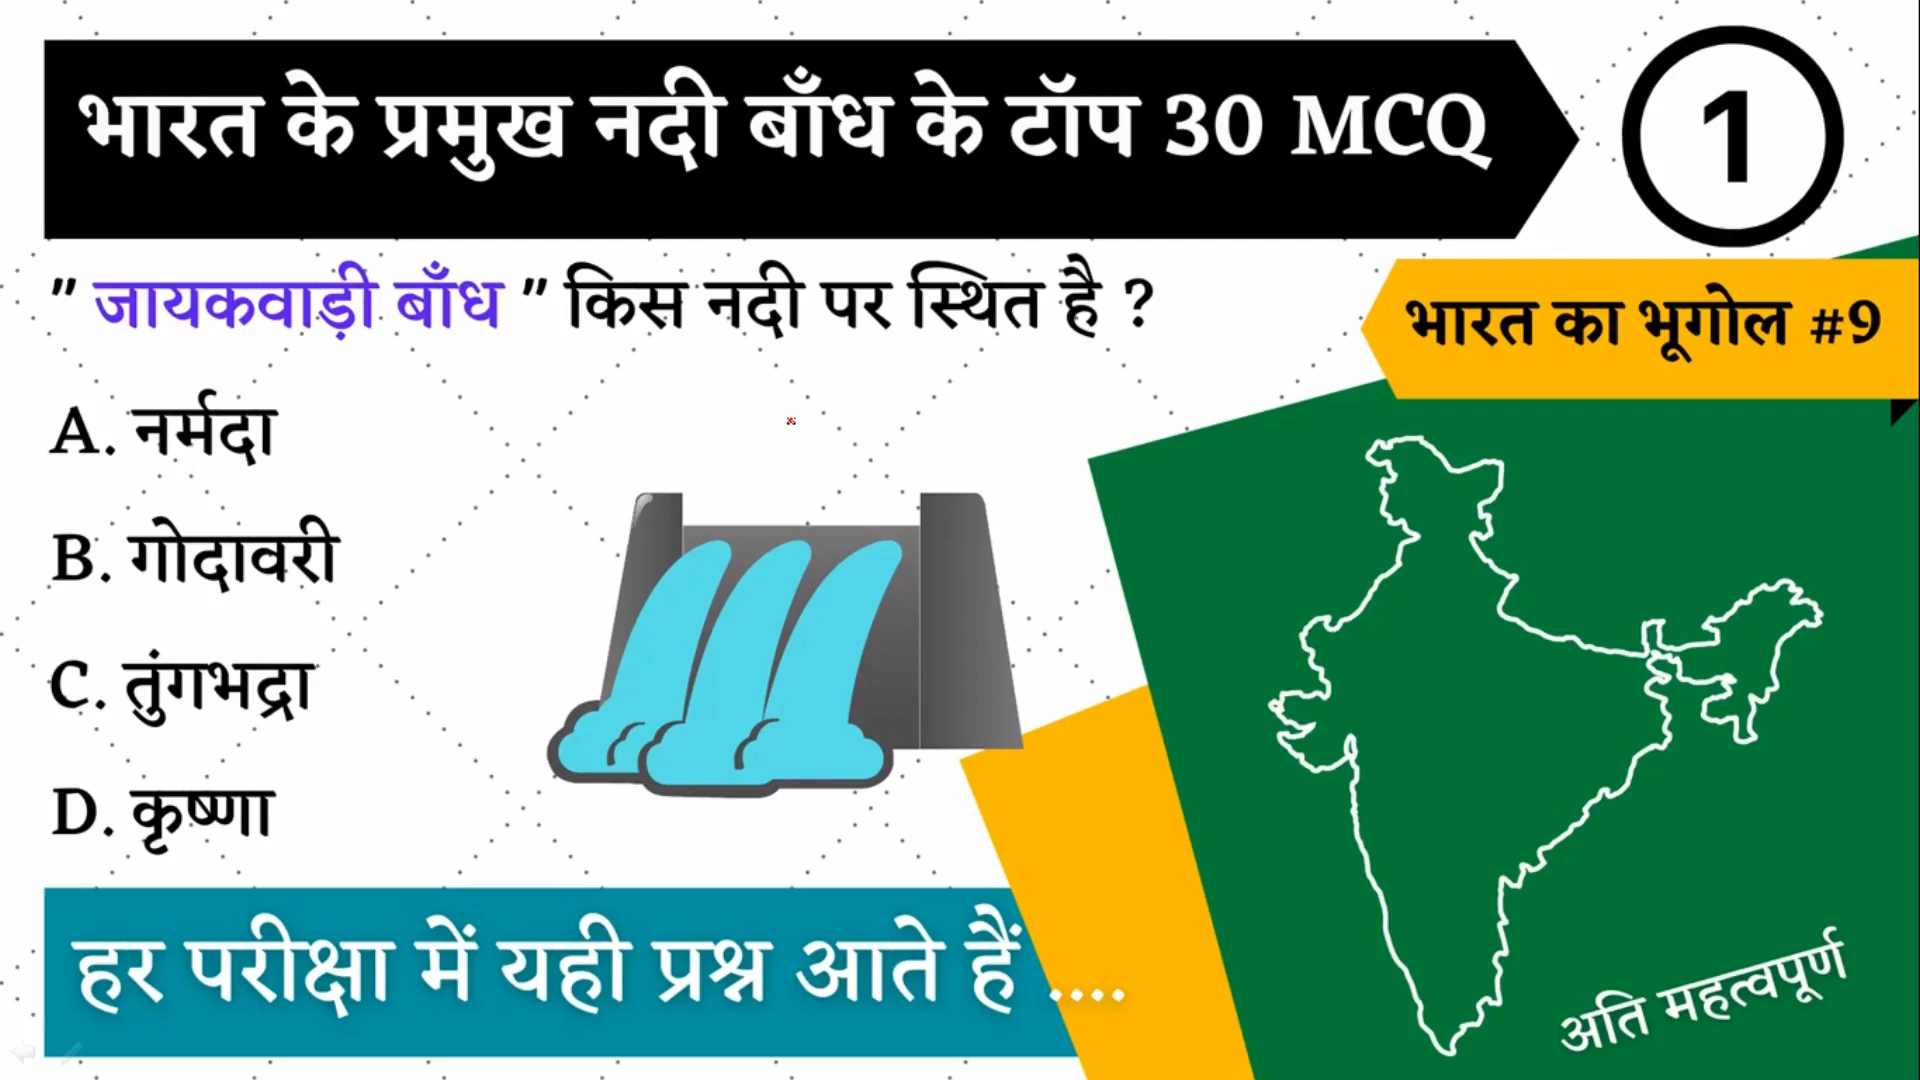 भारत के प्रमुख नदी बाँध के टॉप 30 MCQ
1
" जायकवाड़ी बाँध " किस नदी पर स्थित है ?
भारत का भूगोल #9
A. नर्मदा
B. गोदावरी
C. तुंगभद्रा
D. कृष्णा
हर परीक्षा में यही प्रश्न आते हैं ....
अति महत्वपूर्ण